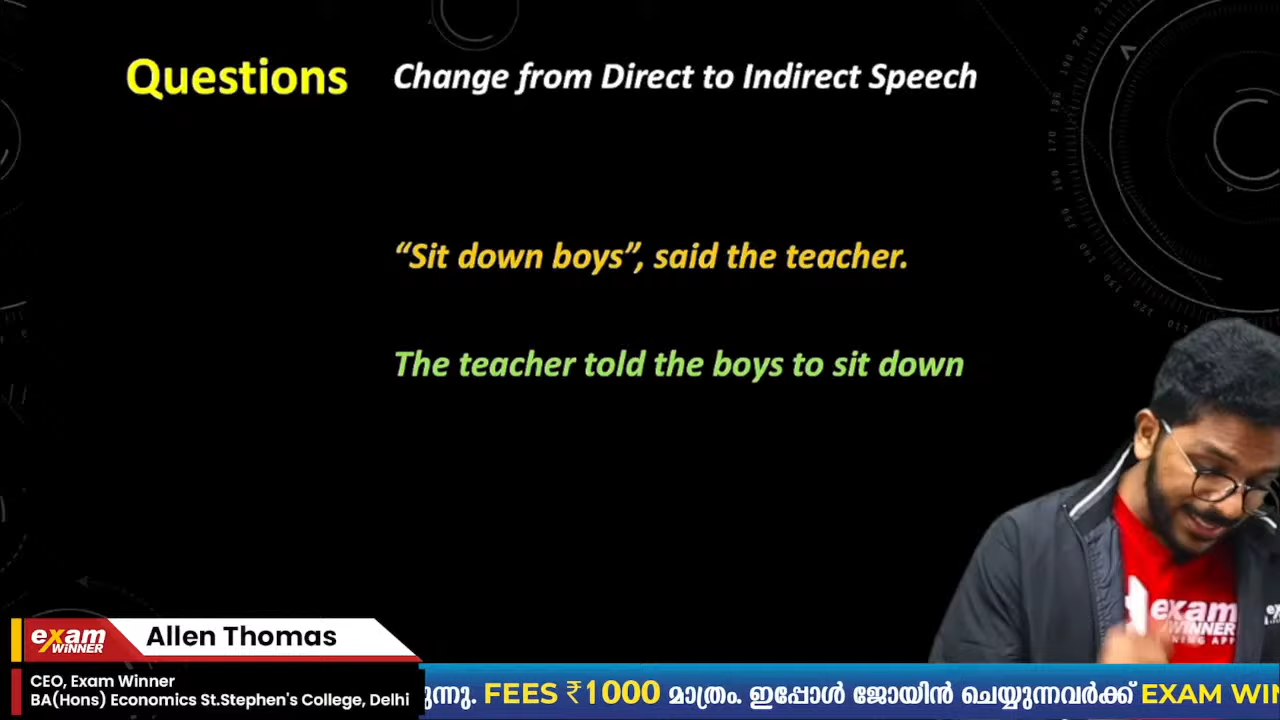 Questions
Change from Direct to Indirect Speech
“Sit down boys”, said the teacher.
The teacher told the boys to sit down
exam
WiNNER
Allen Thomas
CEO, Exam Winner
BA(Hons) Economics St.Stephen's College, Delhi
FEES ₹1000 മാത്രം. ഇപ്പോൾ ജോയിൻ ചെയ്യുന്നവർക്ക് EXAM WIN
exam
WiNNER